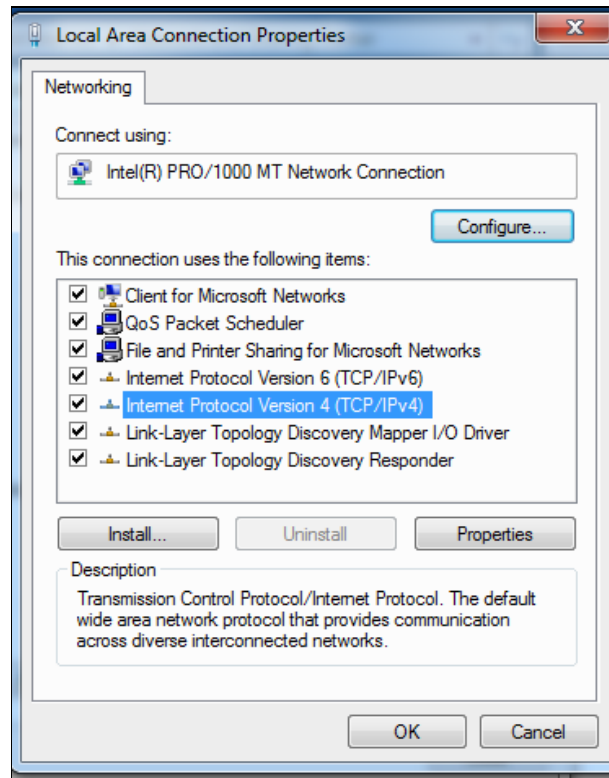 Local Area Connection Properties
Networking
Connect using:
Intel(R) PRO/1000 MT Network Connection
Configure...
This connection uses the following items:
Client for Microsoft Networks
QoS Packet Scheduler
File and Printer Sharing for Microsoft Networks
Internet Protocol Version 6 (TCP/IPv6)
Internet Protocol Version 4 (TCP/IPv4)
Link-Layer Topology Discovery Mapper I/O Driver
Link-Layer Topology Discovery Responder
Install...
Uninstall
Properties
Description
Transmission Control Protocol/Internet Protocol. The default
wide area network protocol that provides communication
across diverse interconnected networks.
OK
Cancel